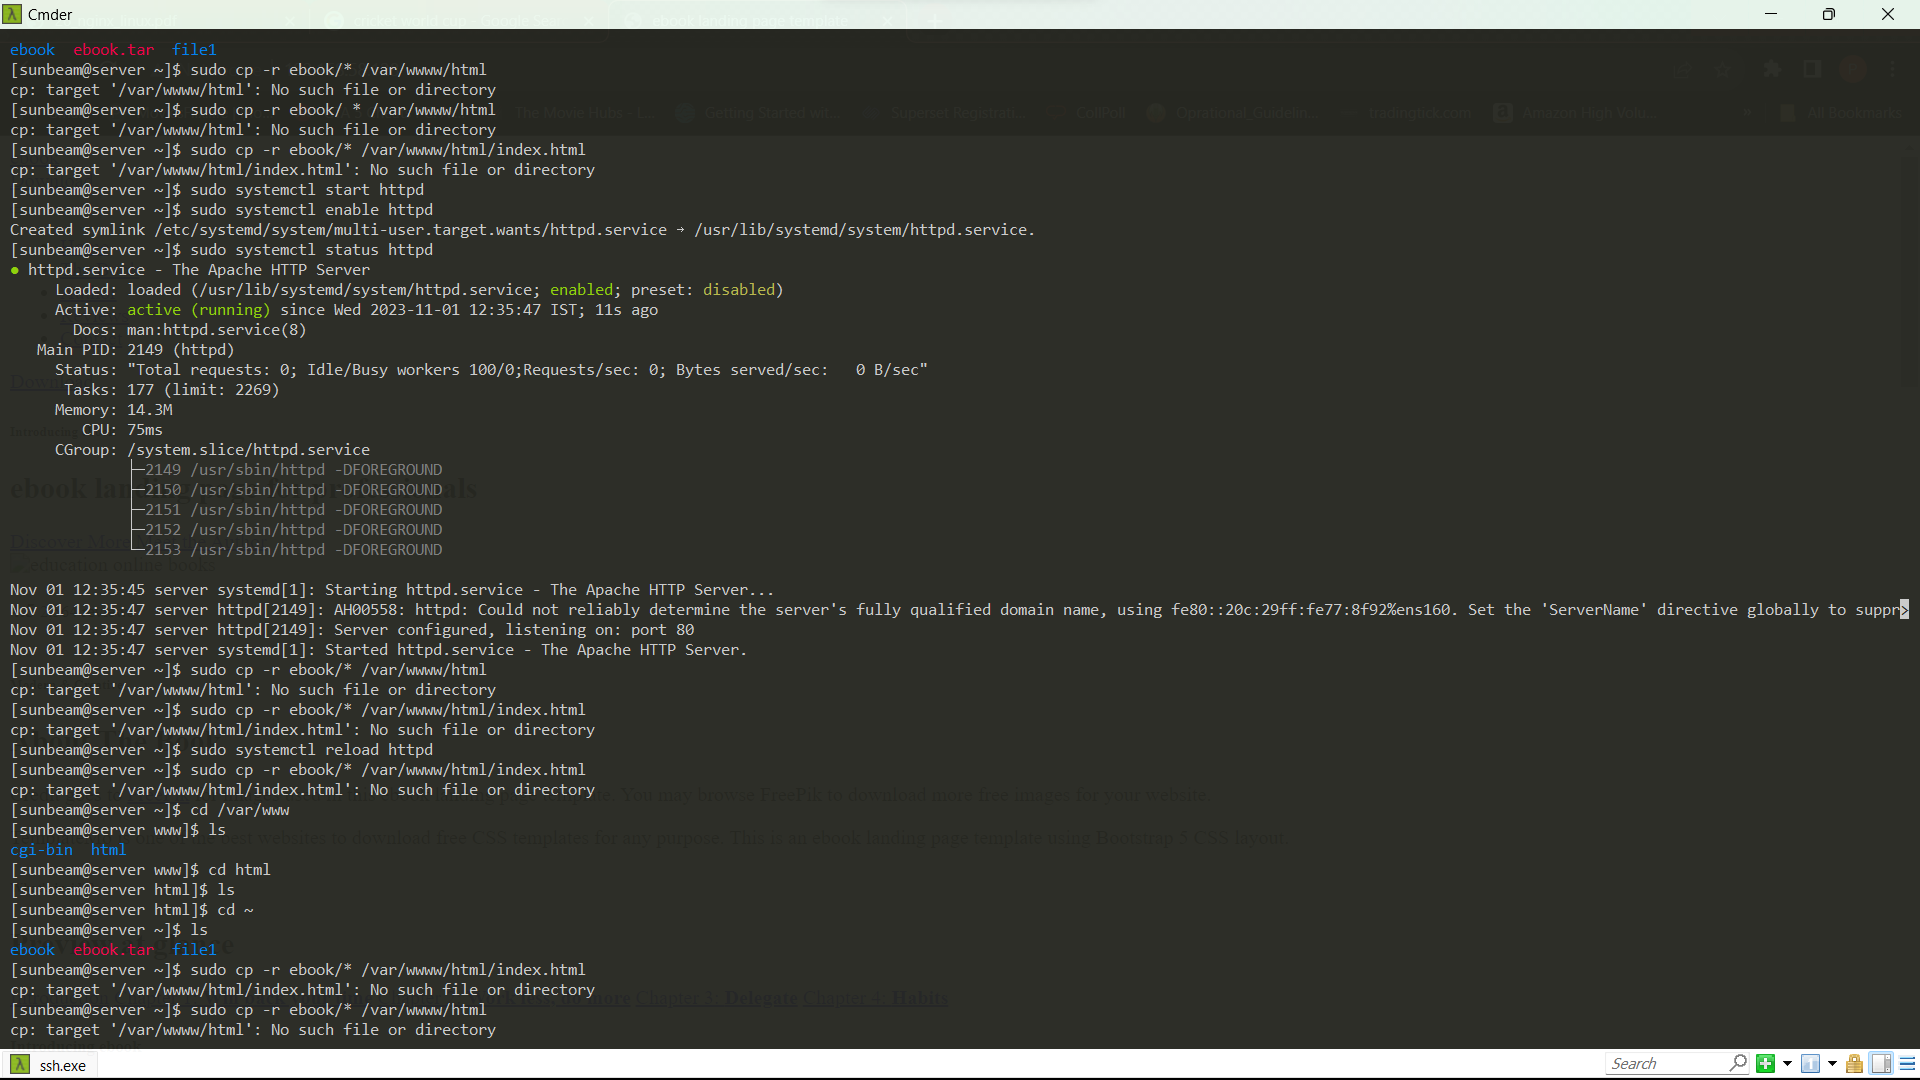 Cmder
ebook  ebook.tar  file1
[sunbeam@server ~]$ sudo cp -r ebook/* /var/wwww/html
cp: target '/var/wwww/html': No such file or directory
[sunbeam@server ~]$ sudo cp -r ebook/ * /var/wwww/html
cp: target '/var/wwww/html': No such file or directory
[sunbeam@server ~]$ sudo cp -r ebook/* /var/wwww/html/index.html
cp: target '/var/wwww/html/index.html': No such file or directory
[sunbeam@server ~]$ sudo systemctl start httpd
[sunbeam@server ~]$ sudo systemctl enable httpd
Created symlink /etc/systemd/system/multi-user.target.wants/httpd.service → /usr/lib/systemd/system/httpd.service.
[sunbeam@server ~]$ sudo systemctl status httpd
● httpd.service - The Apache HTTP Server
Loaded: loaded (/usr/lib/systemd/system/httpd.service; enabled; preset: disabled)
Active: active (running) since Wed 2023-11-01 12:35:47 IST; 11s ago
Docs: man:httpd.service(8)
Main PID: 2149 (httpd)
Status: "Total requests: 0; Idle/Busy workers 100/0;Requests/sec: 0; Bytes served/sec:   0 B/sec"
Tasks: 177 (limit: 2269)
Memory: 14.3M
CPU: 75ms
CGroup: /system.slice/httpd.service
├─2149 /usr/sbin/httpd -DFOREGROUND
├─2150 /usr/sbin/httpd -DFOREGROUND
├─2151 /usr/sbin/httpd -DFOREGROUND
├─2152 /usr/sbin/httpd -DFOREGROUND
└─2153 /usr/sbin/httpd -DFOREGROUND
Nov 01 12:35:45 server systemd[1]: Starting httpd.service - The Apache HTTP Server...
Nov 01 12:35:47 server httpd[2149]: AH00558: httpd: Could not reliably determine the server's fully qualified domain name, using fe80::20c:29ff:fe77:8f92%ens160. Set the 'ServerName' directive globally to suppr>
Nov 01 12:35:47 server httpd[2149]: Server configured, listening on: port 80
Nov 01 12:35:47 server systemd[1]: Started httpd.service - The Apache HTTP Server.
[sunbeam@server ~]$ sudo cp -r ebook/* /var/wwww/html
cp: target '/var/wwww/html': No such file or directory
[sunbeam@server ~]$ sudo cp -r ebook/* /var/wwww/html/index.html
cp: target '/var/wwww/html/index.html': No such file or directory
[sunbeam@server ~]$ sudo systemctl reload httpd
[sunbeam@server ~]$ sudo cp -r ebook/* /var/wwww/html/index.html
cp: target '/var/wwww/html/index.html': No such file or directory
[sunbeam@server ~]$ cd /var/www
[sunbeam@server www]$ ls
cgi-bin  html
[sunbeam@server www]$ cd html
[sunbeam@server html]$ ls
[sunbeam@server html]$ cd ~
[sunbeam@server ~]$ ls
ebook  ebook.tar  file1
[sunbeam@server ~]$ sudo cp -r ebook/* /var/wwww/html/index.html
cp: target '/var/wwww/html/index.html': No such file or directory
[sunbeam@server ~]$ sudo cp -r ebook/* /var/wwww/html
cp: target '/var/wwww/html': No such file or directory
ssh.exe
Search